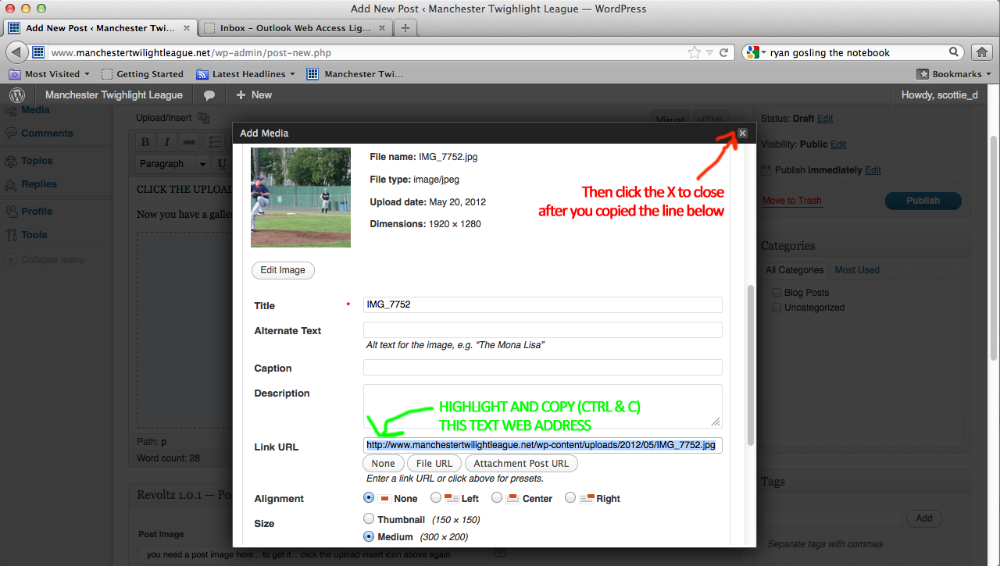 Add New Post ‹ Manchester Twighlight League — WordPress
Add New Post ‹ Manchester Twi...
Inbox – Outlook Web Access Lig...
www.manchestertwilightleague.net/wp-admin/post-new.php
ryan gosling the notebook
Most Visited
Getting Started
Latest Headlines
Manchester Twi...
Bookmarks
Manchester Twighlight League
New
Howdy, scottie_d
Media
Comments
Topics
Replies
Profile
Tools
Collapse menu
Upload/Insert
Visual
HTML
B I ABC
Paragraph
U
CLICK THE UPLOA
Now you have a galler
Path: p
Word count: 28
Revoltz 1.0.1 — Po
Post Image
you need a post image here... to get it... click the upload insert icon above again
Add Media
File name: IMG_7752.jpg
File type: image/jpeg
Upload date: May 20, 2012
Dimensions: 1920 × 1280
Then click the X to close
after you copied the line below
Edit Image
Title * IMG_7752
Alternate Text
Alt text for the image, e.g. “The Mona Lisa”
Caption
Description
HIGHLIGHT AND COPY (CTRL & C)
THIS TEXT WEB ADDRESS
Link URL http://www.manchestertwilightleague.net/wp-content/uploads/2012/05/IMG_7752.jpg
None File URL Attachment Post URL
Enter a link URL or click above for presets.
Alignment None Left Center Right
Size Thumbnail (150 × 150)
Medium (300 × 200)
Status: Draft Edit
Visibility: Public Edit
Publish immediately Edit
Move to Trash
Publish
Categories
All Categories Most Used
Blog Posts
Uncategorized
Tags
Add
Separate tags with commas